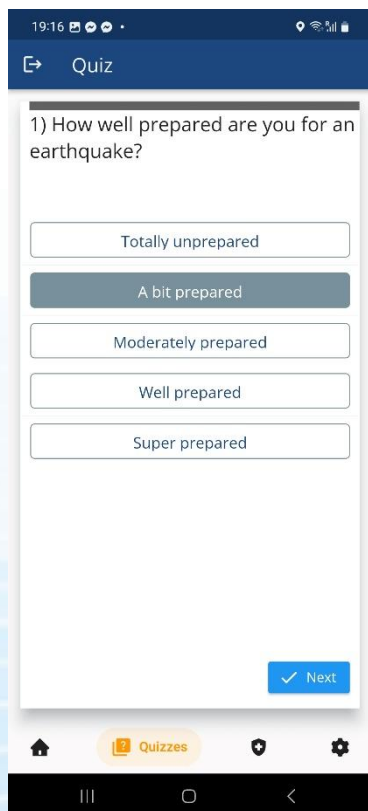 19:16
Quiz
1) How well prepared are you for an
earthquake?
Totally unprepared
A bit prepared
Moderately prepared
Well prepared
Super prepared
Next
Quizzes